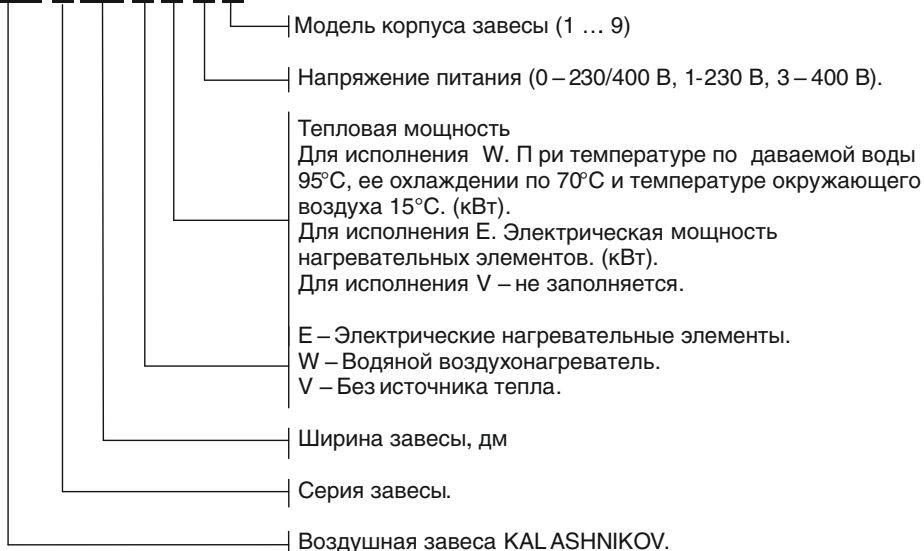 Модель корпуса завесы (1 … 9)
Напряжение питания (0 – 230/400 В, 1-230 В, 3 – 400 В).
Тепловая мощность
Для исполнения W. П ри температуре по даваемой воды
95°С, ее охлаждении по 70°С и температуре окружающего
воздуха 15°С. (кВт).
Для исполнения Е. Электрическая мощность
нагревательных элементов. (кВт).
Для исполнения V – не заполняется.
Е – Электрические нагревательные элементы.
W – Водяной воздухонагреватель.
V – Без источника тепла.
Ширина завесы, дм
Серия завесы.
Воздушная завеса KAL ASHNIKOV.